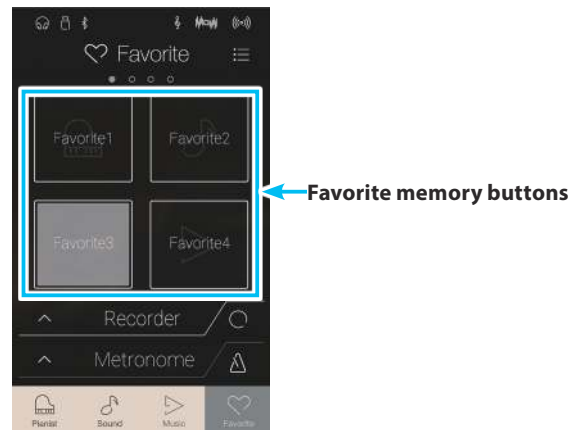 Favorite
Favorite1
Favorite2
Favorite3
Favorite4
Favorite memory buttons
Recorder
Metronome
Pianist
Sound
Music
Favorite